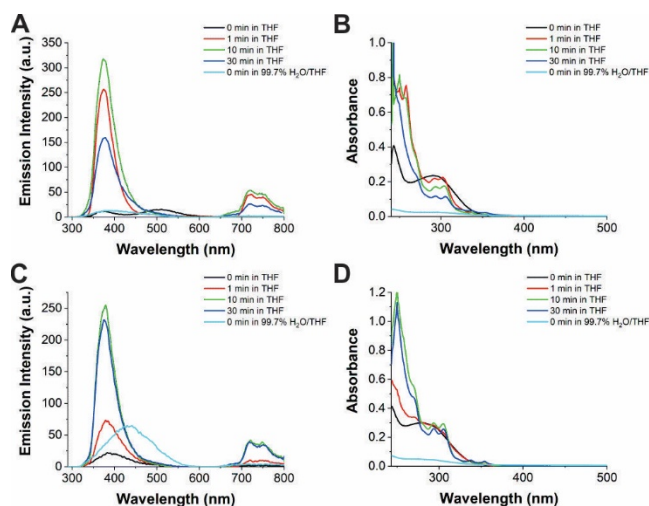 A
0 min in THF
1 min in THF
10 min in THF
30 min in THF
0 min in 99.7% H₂O/THF
Emission Intensity (a.u.)
350
300
250
200
150
100
50
0
300 400 500 600 700 800
Wavelength (nm)
B
0 min in THF
1 min in THF
10 min in THF
30 min in THF
0 min in 99.7% H₂O/THF
Absorbance
1.0
0.8
0.6
0.4
0.2
0.0
300 400 500
Wavelength (nm)
C
0 min in THF
1 min in THF
10 min in THF
30 min in THF
0 min in 99.7% H₂O/THF
Emission Intensity (a.u.)
250
200
150
100
50
0
300 400 500 600 700 800
Wavelength (nm)
D
0 min in THF
1 min in THF
10 min in THF
30 min in THF
0 min in 99.7% H₂O/THF
Absorbance
1.2
1.0
0.8
0.6
0.4
0.2
0.0
300 400 500
Wavelength (nm)